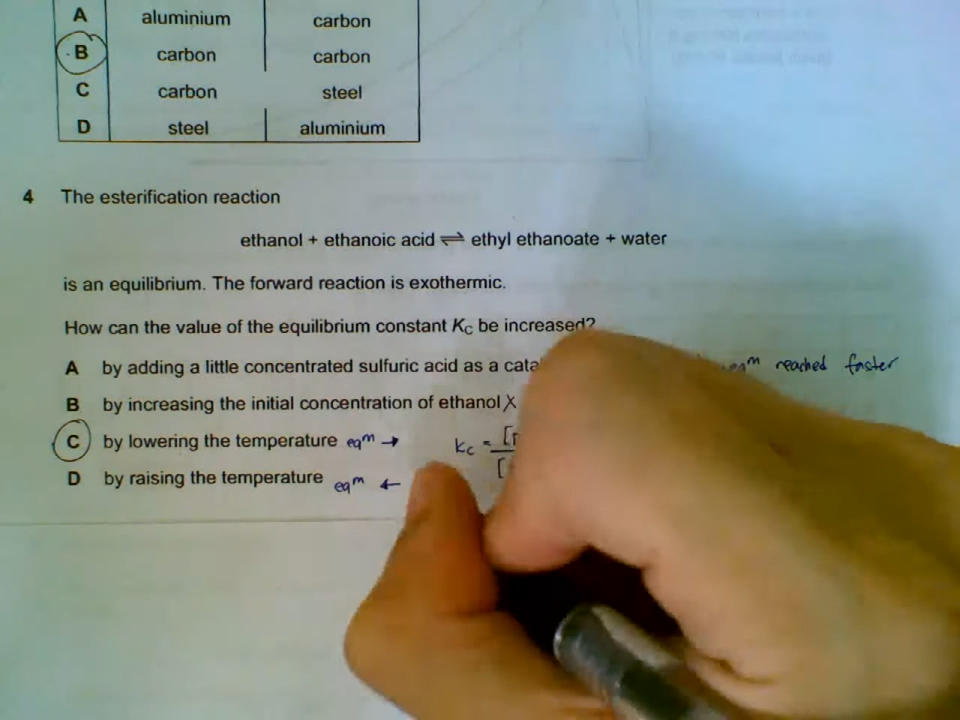 A aluminium carbon
B carbon carbon
C carbon steel
D steel aluminium
4 The esterification reaction
ethanol + ethanoic acid ⇌ ethyl ethanoate + water
is an equilibrium. The forward reaction is exothermic.
How can the value of the equilibrium constant Kc be increased?
A by adding a little concentrated sulfuric acid as a cata eqm reached faster
B by increasing the initial concentration of ethanol X
C by lowering the temperature eqm →
Kc =
D by raising the temperature eqm ←